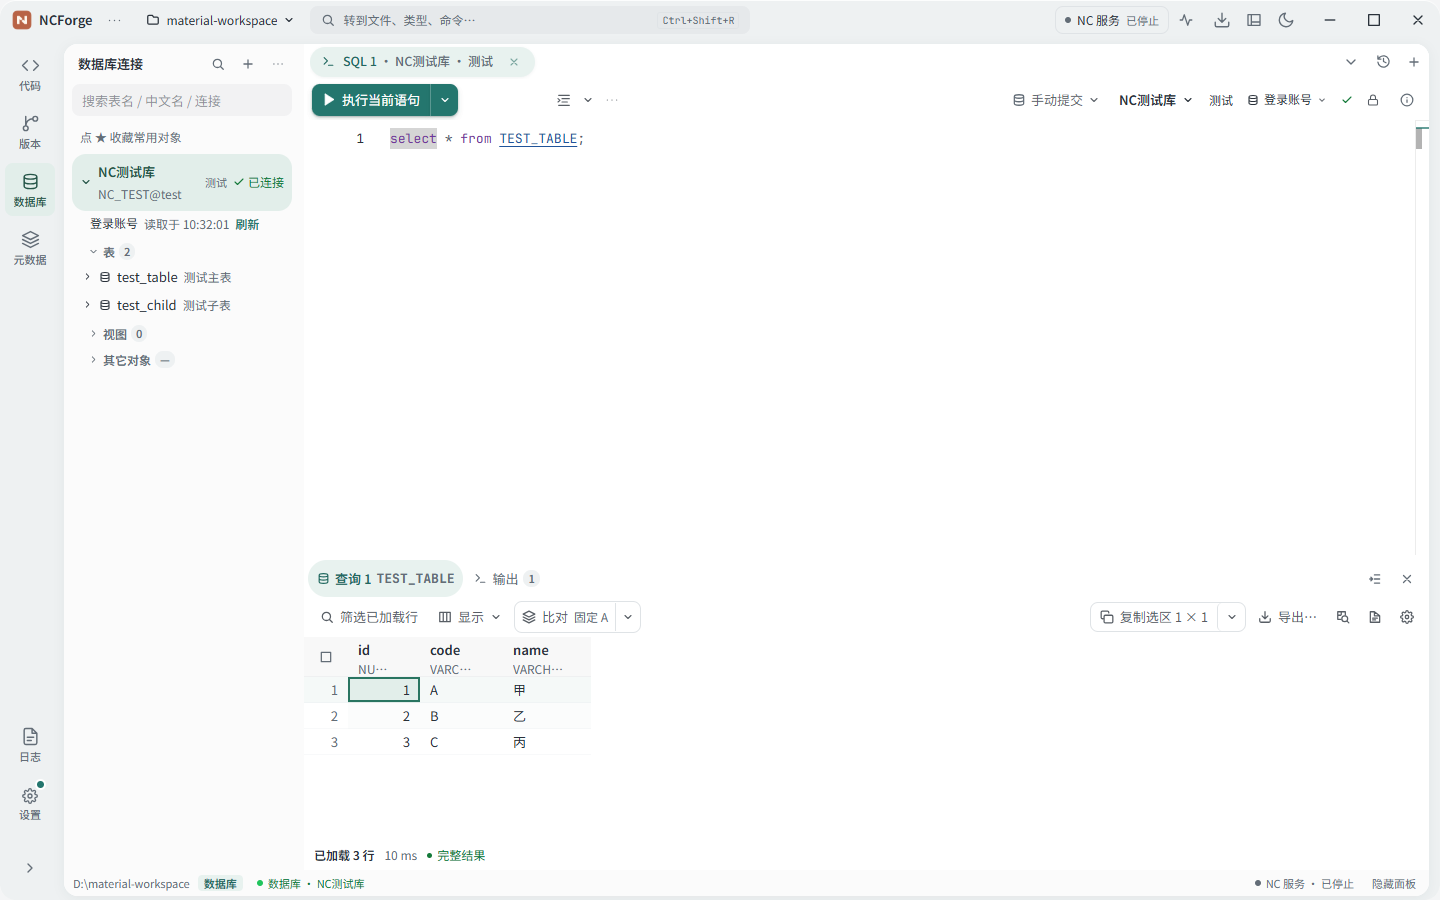 NCForge
···
material-workspace
转到文件、类型、命令···
Ctrl+Shift+R
NC 服务 已停止
代码
版本
数据库
元数据
日志
设置
数据库连接
···
搜索表名 / 中文名 / 连接
点 ★ 收藏常用对象
NC测试库
NC_TEST@test
测试 ✓ 已连接
登录账号 读取于 10:32:01 刷新
表 2
test_table 测试主表
test_child 测试子表
视图 0
其它对象 —
SQL 1 · NC测试库 · 测试
执行当前语句
···
手动提交
NC测试库
测试
登录账号
1 select * from TEST_TABLE;
查询 1 TEST_TABLE
输出 1
筛选已加载行
显示
比对 固定 A
复制选区 1 × 1
导出···
id code name
NU··· VARC··· VARCH···
1 1 A 甲
2 2 B 乙
3 3 C 丙
已加载 3 行 10 ms 完整结果
D:\material-workspace 数据库 数据库 · NC测试库
NC 服务 · 已停止 隐藏面板